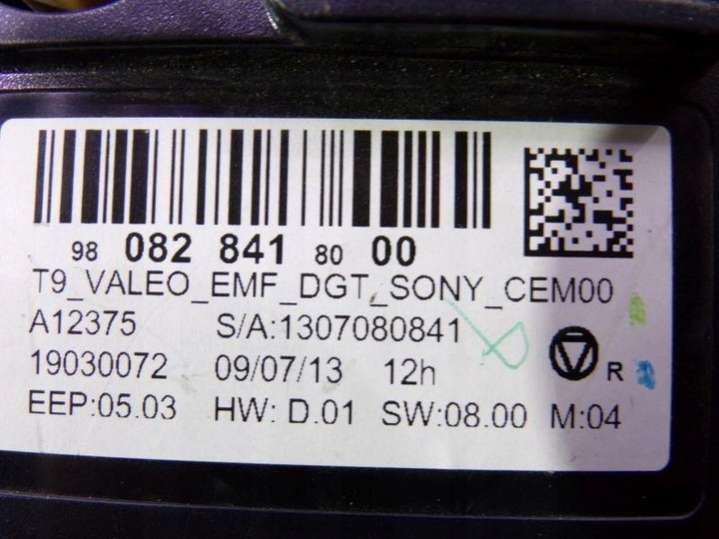 98 082 841 80 00
T9_VALEO_EMF_DGT_SONY_CEM00
A12375 S/A:1307080841
19030072 09/07/13 12h R
EEP:05.03 HW: D.01 SW:08.00 M:04